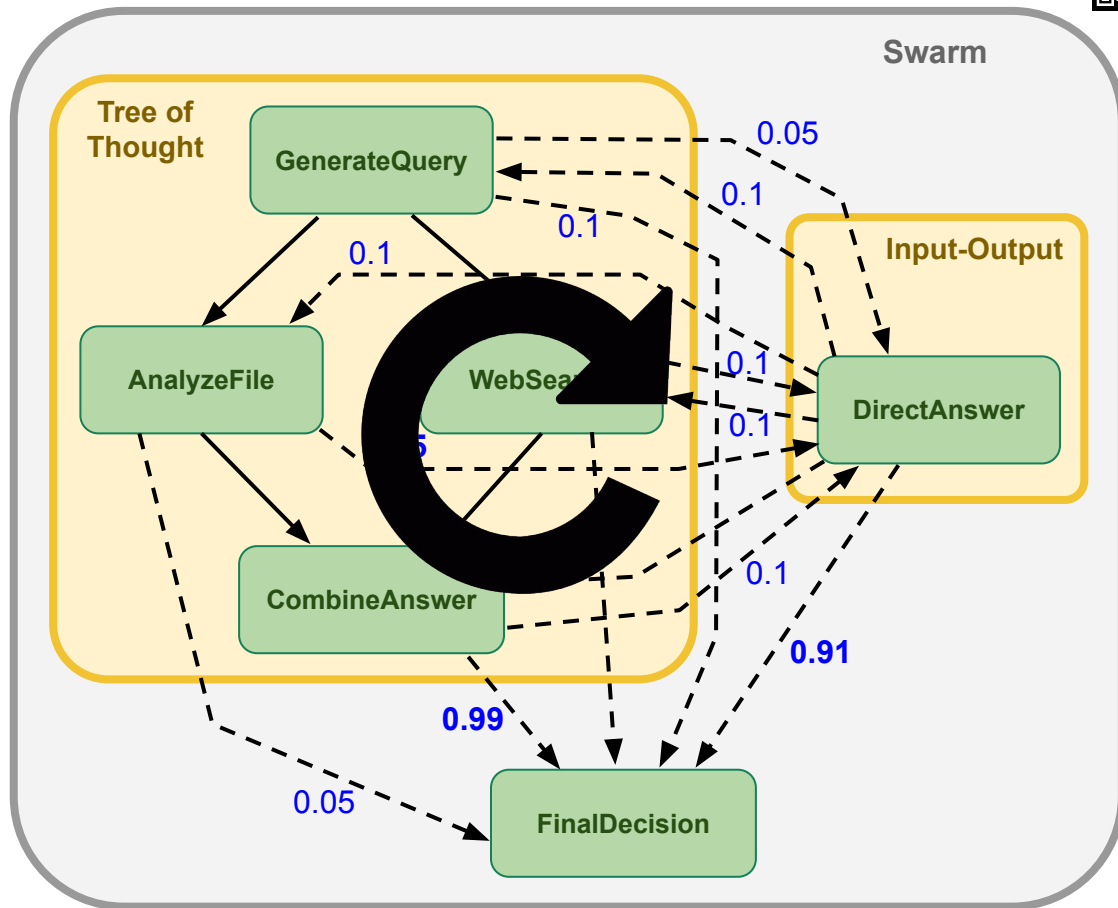 Swarm
Tree of
Thought
GenerateQuery
0.05
0.1
0.1
0.1
Input-Output
AnalyzeFile
0.1
DirectAnswer
0.1
CombineAnswer
0.1
0.91
0.99
0.05
FinalDecision